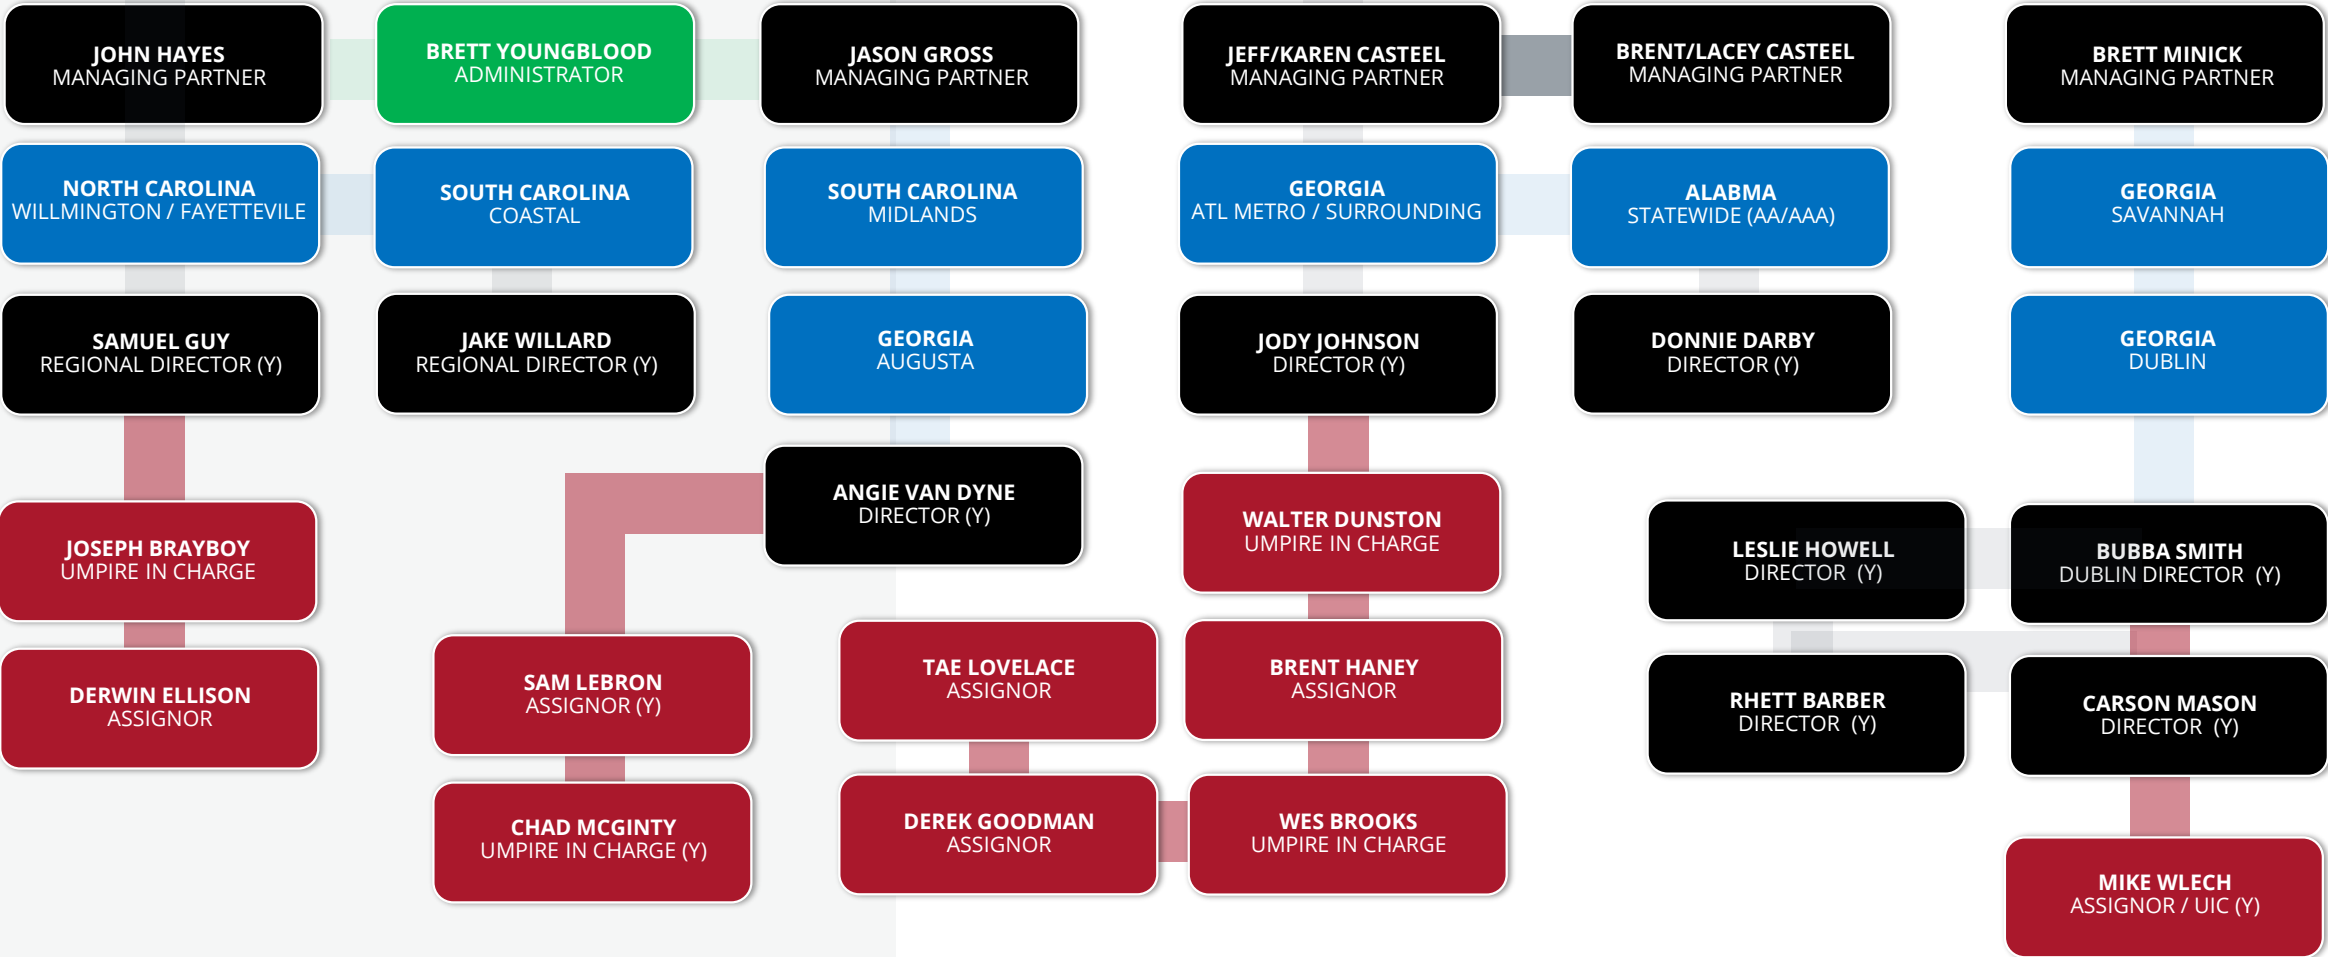 JOHN HAYES
MANAGING PARTNER
BRETT YOUNGBLOOD
ADMINISTRATOR
JASON GROSS
MANAGING PARTNER
JEFF/KAREN CASTEEL
MANAGING PARTNER
BRENT/LACEY CASTEEL
MANAGING PARTNER
BRETT MINICK
MANAGING PARTNER
NORTH CAROLINA
WILLMINGTON / FAYETTEVILE
SOUTH CAROLINA
COASTAL
SOUTH CAROLINA
MIDLANDS
GEORGIA
ATL METRO / SURROUNDING
ALABMA
STATEWIDE (AA/AAA)
GEORGIA
SAVANNAH
SAMUEL GUY
REGIONAL DIRECTOR (Y)
JAKE WILLARD
REGIONAL DIRECTOR (Y)
GEORGIA
AUGUSTA
JODY JOHNSON
DIRECTOR (Y)
DONNIE DARBY
DIRECTOR (Y)
GEORGIA
DUBLIN
ANGIE VAN DYNE
DIRECTOR (Y)
JOSEPH BRAYBOY
UMPIRE IN CHARGE
WALTER DUNSTON
UMPIRE IN CHARGE
LESLIE HOWELL
DIRECTOR (Y)
BUBBA SMITH
DUBLIN DIRECTOR (Y)
DERWIN ELLISON
ASSIGNOR
SAM LEBRON
ASSIGNOR (Y)
TAE LOVELACE
ASSIGNOR
BRENT HANEY
ASSIGNOR
RHETT BARBER
DIRECTOR (Y)
CARSON MASON
DIRECTOR (Y)
CHAD MCGINTY
UMPIRE IN CHARGE (Y)
DEREK GOODMAN
ASSIGNOR
WES BROOKS
UMPIRE IN CHARGE
MIKE WLECH
ASSIGNOR / UIC (Y)